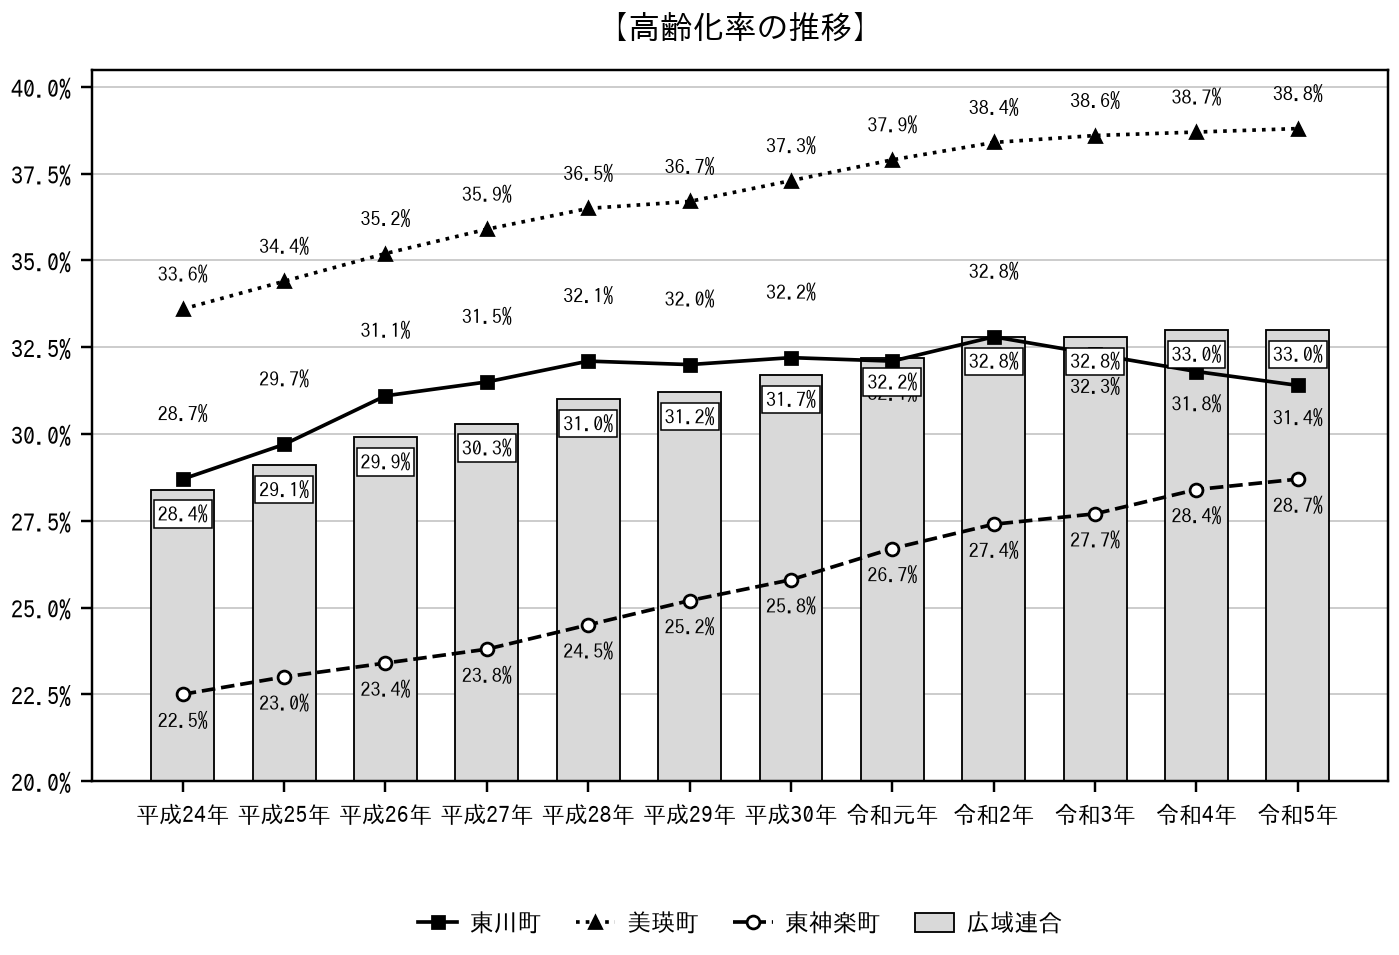 【高齢化率の推移】
40.0%
37.5%
35.0%
32.5%
30.0%
27.5%
25.0%
22.5%
20.0%
33.6% 34.4% 35.2% 35.9% 36.5% 36.7% 37.3% 37.9% 38.4% 38.6% 38.7% 38.8%
28.7% 29.7% 31.1% 31.5% 32.1% 32.0% 32.2% 32.8% 32.3% 31.8% 31.4%
28.4% 29.1% 29.9% 30.3% 31.0% 31.2% 31.7% 32.2% 32.8% 32.8% 33.0% 33.0%
22.5% 23.0% 23.4% 23.8% 24.5% 25.2% 25.8% 26.7% 27.4% 27.7% 28.4% 28.7%
平成24年 平成25年 平成26年 平成27年 平成28年 平成29年 平成30年 令和元年 令和2年 令和3年 令和4年 令和5年
東川町 美瑛町 東神楽町 広域連合